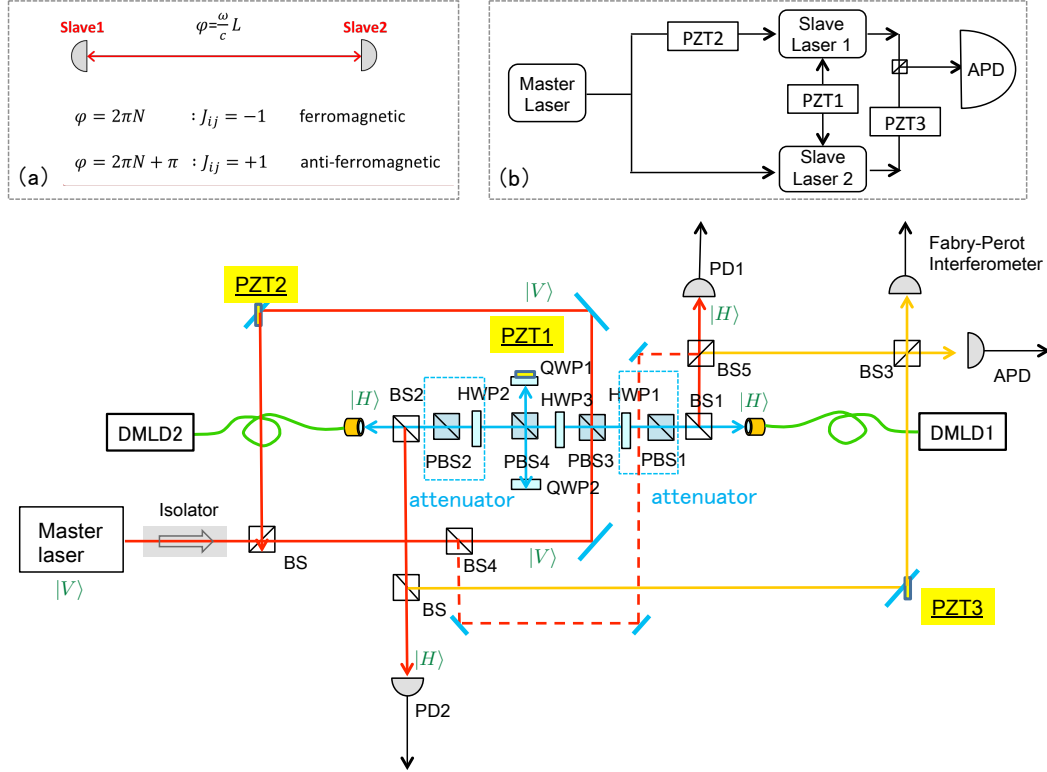 Slave1
φ=ω/c L
Slave2
φ = 2πN : J_ij = −1 ferromagnetic
φ = 2πN + π : J_ij = +1 anti-ferromagnetic
(a)
Master
Laser
PZT2
Slave
Laser 1
PZT1
PZT3
APD
Slave
Laser 2
(b)
PZT2
|V⟩
PZT1
QWP1
PD1
|H⟩
Fabry-Perot
Interferometer
BS5
BS3
APD
DMLD2
|H⟩
BS2
HWP2
HWP3
HWP1
BS1
|H⟩
DMLD1
PBS2
PBS4
PBS3
PBS1
attenuator
QWP2
attenuator
Master
laser
|V⟩
Isolator
BS
BS4
|V⟩
BS
PZT3
|H⟩
PD2